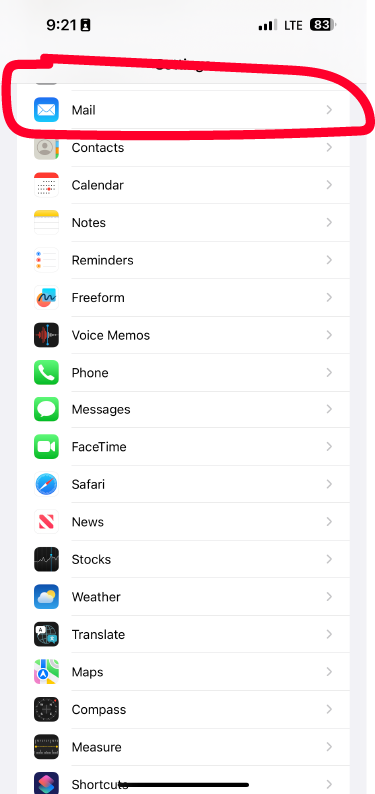 9:21
LTE 83
Settings
Mail
Contacts
Calendar
Notes
Reminders
Freeform
Voice Memos
Phone
Messages
FaceTime
Safari
News
Stocks
Weather
Translate
Maps
Compass
Measure
Shortcuts